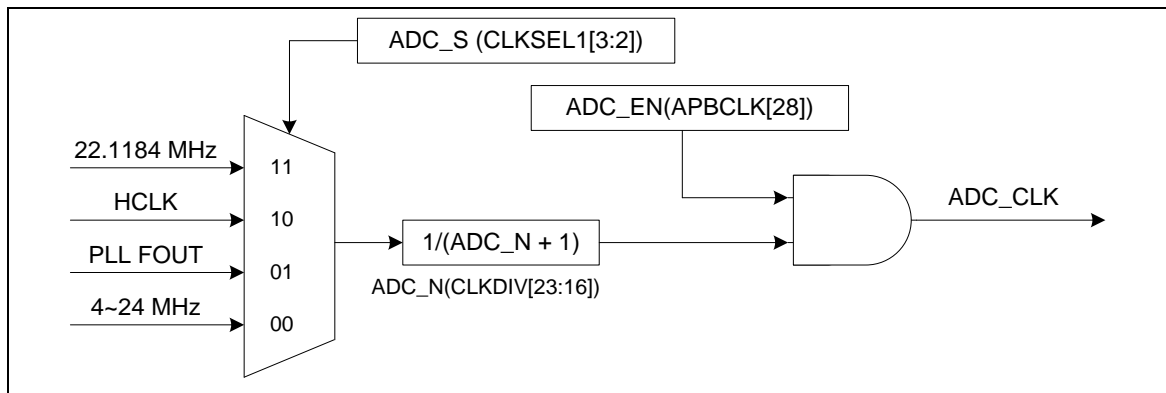 ADC_S (CLKSEL1[3:2])
ADC_EN(APBCLK[28])
22.1184 MHz
11
HCLK
10
ADC_CLK
PLL FOUT
01
1/(ADC_N + 1)
ADC_N(CLKDIV[23:16])
4~24 MHz
00